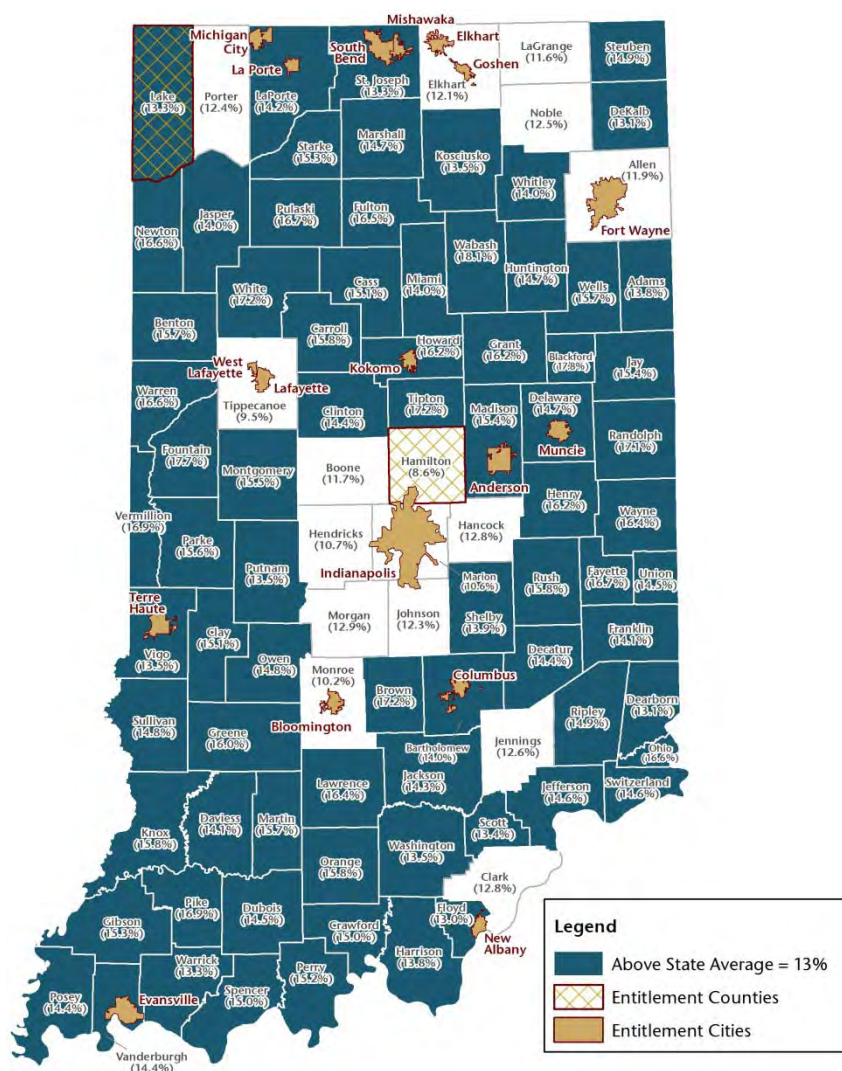 Mishawaka
Michigan
City
Elkhart
LaGrange
(11.6%)
Steuben
(14.9%)
La Porte
South
Bend
Goshen
Lake
(13.3%)
Porter
(12.4%)
LaPorte
(14.2%)
St. Joseph
(13.3%)
Elkhart
(12.1%)
Noble
(12.5%)
DeKalb
(13.1%)
Starke
(15.3%)
Marshall
(14.7%)
Kosciusko
(13.5%)
Whitley
(14.0%)
Allen
(11.9%)
Fort Wayne
Newton
(16.6%)
Jasper
(14.0%)
Pulaski
(16.7%)
Fulton
(16.5%)
Wabash
(18.1%)
Huntington
(14.7%)
White
(17.2%)
Cass
(15.1%)
Miami
(14.0%)
Wells
(15.7%)
Adams
(13.8%)
Benton
(15.7%)
Carroll
(15.8%)
Howard
(16.2%)
Kokomo
Grant
(16.2%)
Blackford
(17.8%)
Jay
(15.4%)
West
Lafayette
Lafayette
Tippecanoe
(9.5%)
Warren
(16.6%)
Clinton
(14.4%)
Tipton
(17.2%)
Madison
(15.4%)
Anderson
Delaware
(14.7%)
Muncie
Randolph
(17.1%)
Fountain
(17.7%)
Montgomery
(15.5%)
Boone
(11.7%)
Hamilton
(8.6%)
Henry
(16.2%)
Wayne
(16.4%)
Vermillion
(16.9%)
Parke
(15.6%)
Putnam
(13.5%)
Hendricks
(10.7%)
Indianapolis
Hancock
(12.8%)
Marion
(10.6%)
Shelby
(13.9%)
Rush
(15.8%)
Fayette
(16.7%)
Union
(14.5%)
Morgan
(12.9%)
Johnson
(12.3%)
Terre
Haute
Vigo
(13.5%)
Clay
(15.1%)
Owen
(14.8%)
Monroe
(10.2%)
Bloomington
Brown
(17.2%)
Columbus
Bartholomew
(14.0%)
Decatur
(14.4%)
Franklin
(14.1%)
Sullivan
(14.8%)
Greene
(16.0%)
Jennings
(12.6%)
Ripley
(14.9%)
Dearborn
(13.1%)
Ohio
(16.6%)
Lawrence
(16.4%)
Jackson
(14.3%)
Jefferson
(14.6%)
Switzerland
(14.6%)
Knox
(15.8%)
Daviess
(14.1%)
Martin
(15.7%)
Orange
(15.8%)
Washington
(13.5%)
Scott
(13.4%)
Clark
(12.8%)
Gibson
(15.3%)
Pike
(16.9%)
Dubois
(14.5%)
Crawford
(15.0%)
Floyd
(13.0%)
New
Albany
Harrison
(13.8%)
Posey
(14.4%)
Evansville
Warrick
(13.3%)
Spencer
(15.0%)
Perry
(15.2%)
Vanderburgh
(14.4%)
Legend
Above State Average = 13%
Entitlement Counties
Entitlement Cities